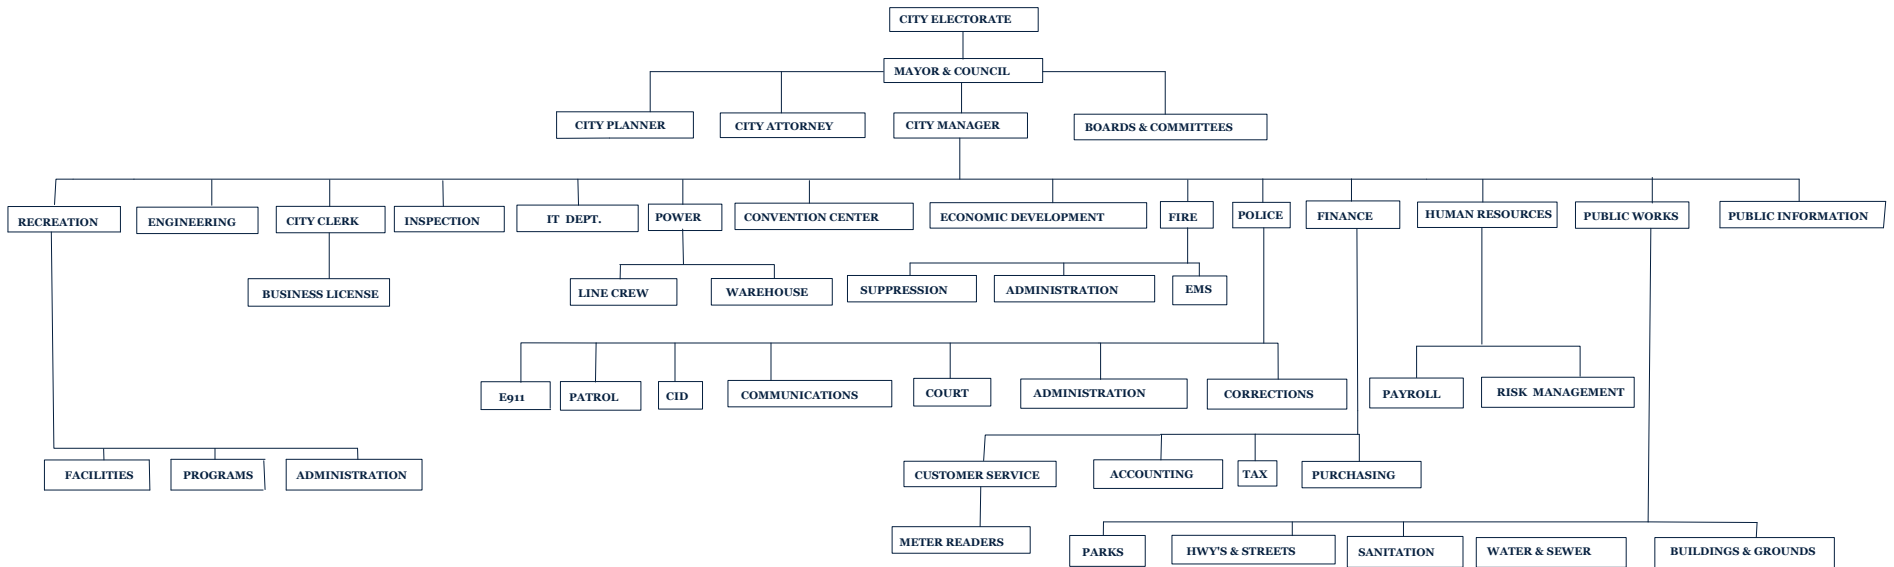 CITY ELECTORATE
MAYOR & COUNCIL
CITY PLANNER
CITY ATTORNEY
CITY MANAGER
BOARDS & COMMITTEES
RECREATION
ENGINEERING
CITY CLERK
INSPECTION
IT DEPT.
POWER
CONVENTION CENTER
ECONOMIC DEVELOPMENT
FIRE
POLICE
FINANCE
HUMAN RESOURCES
PUBLIC WORKS
PUBLIC INFORMATION
BUSINESS LICENSE
LINE CREW
WAREHOUSE
SUPPRESSION
ADMINISTRATION
EMS
E911
PATROL
CID
COMMUNICATIONS
COURT
ADMINISTRATION
CORRECTIONS
PAYROLL
RISK MANAGEMENT
FACILITIES
PROGRAMS
ADMINISTRATION
CUSTOMER SERVICE
ACCOUNTING
TAX
PURCHASING
METER READERS
PARKS
HWY'S & STREETS
SANITATION
WATER & SEWER
BUILDINGS & GROUNDS